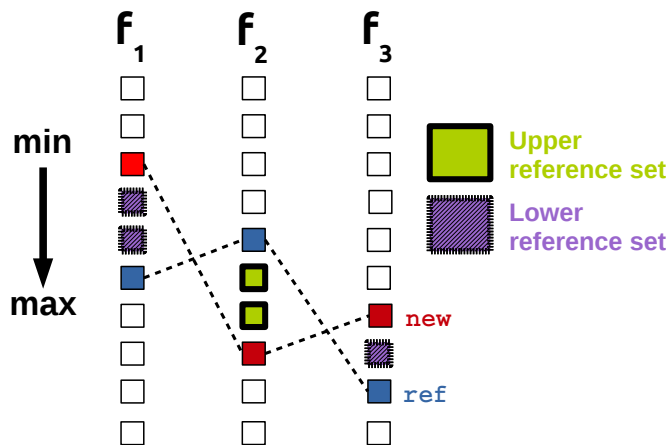 f1 f2 f3
min
max
Upper
reference set
Lower
reference set
new
ref